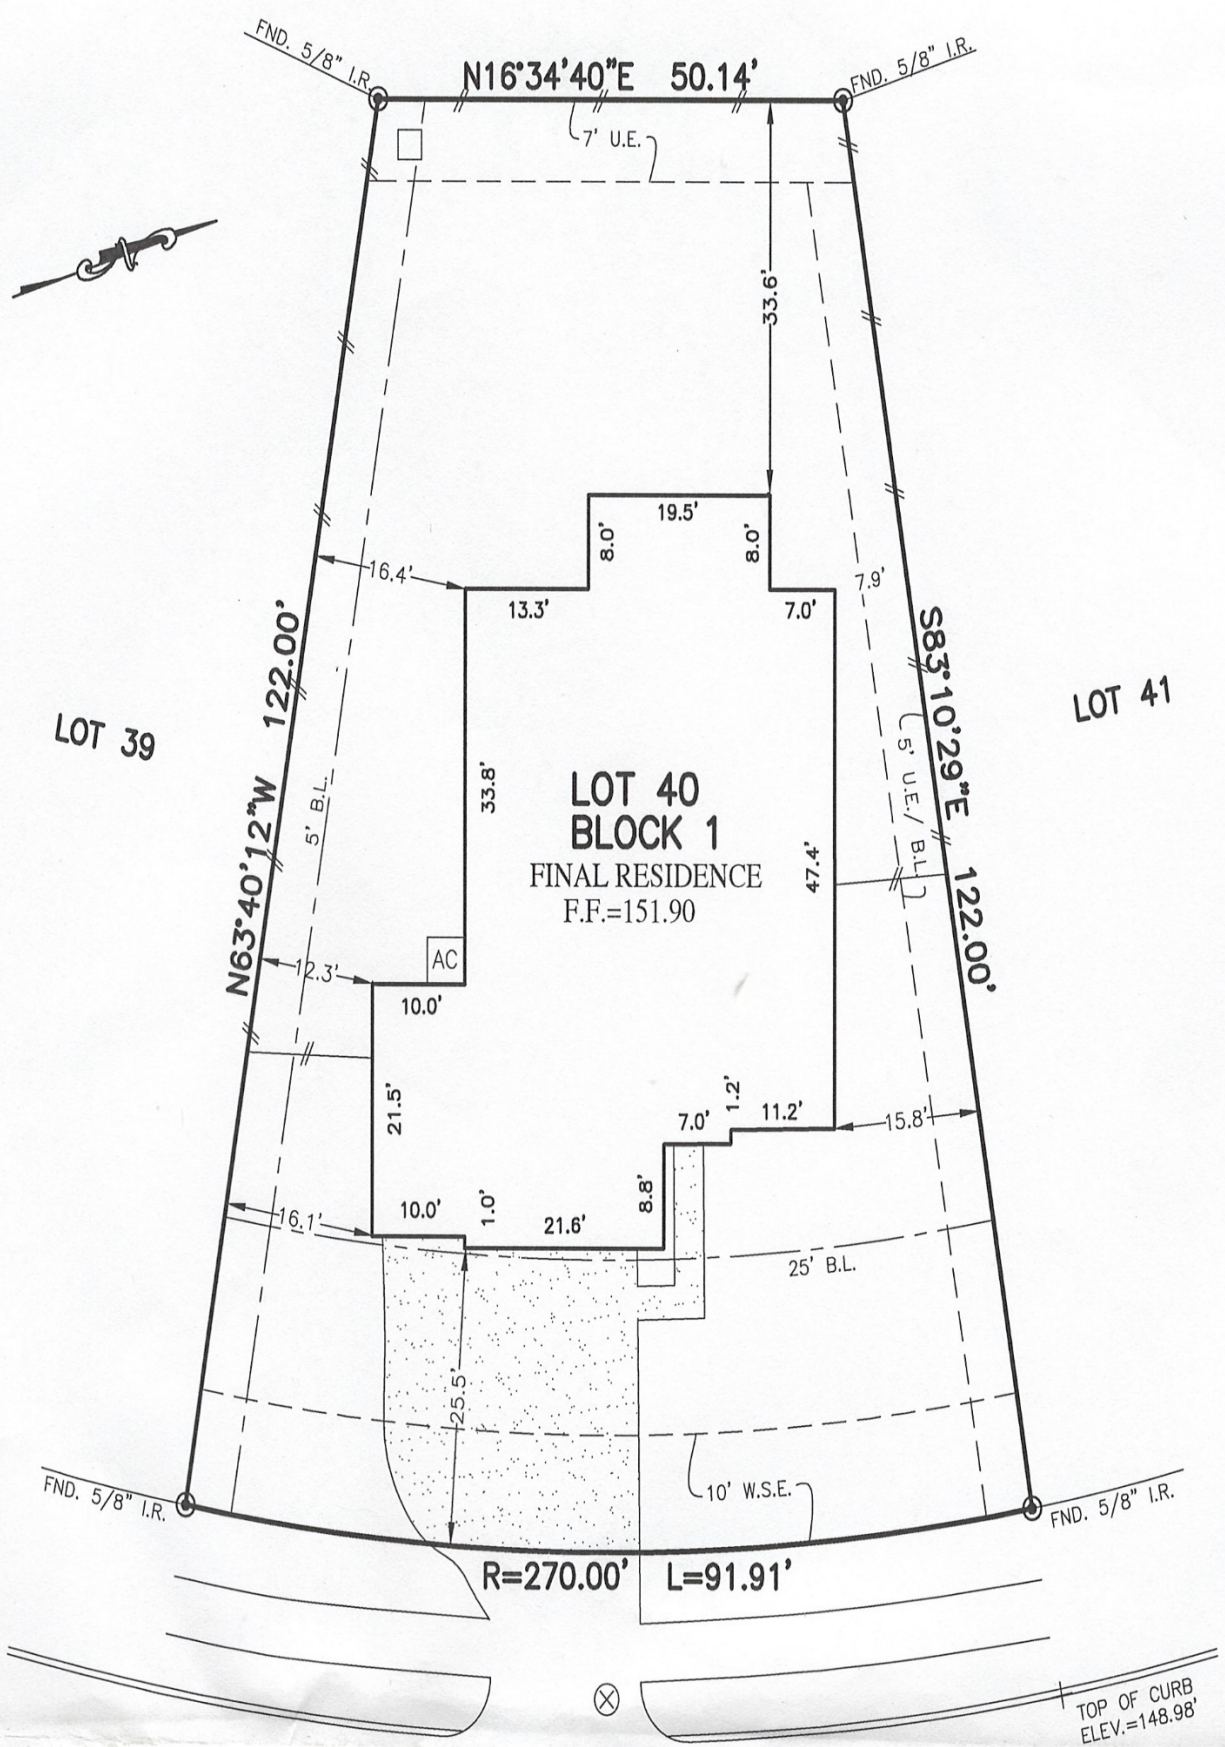 FND. 5/8" I.R.
N16°34'40"E 50.14'
FND. 5/8" I.R.
7' U.E.
33.6'
19.5'
8.0'
8.0'
16.4'
13.3'
7.0'
7.9'
N63°40'12"W 122.00'
S83°10'29"E 122.00'
LOT 39
LOT 41
5' B.L.
33.8'
LOT 40
BLOCK 1
FINAL RESIDENCE
F.F.=151.90
47.4'
5' U.E./ B.L.
AC
12.3'
10.0'
21.5'
7.0'
1.2'
11.2'
15.8'
16.1'
10.0'
1.0'
21.6'
8.8'
25' B.L.
25.5'
10' W.S.E.
FND. 5/8" I.R.
FND. 5/8" I.R.
R=270.00' L=91.91'
TOP OF CURB
ELEV.=148.98'